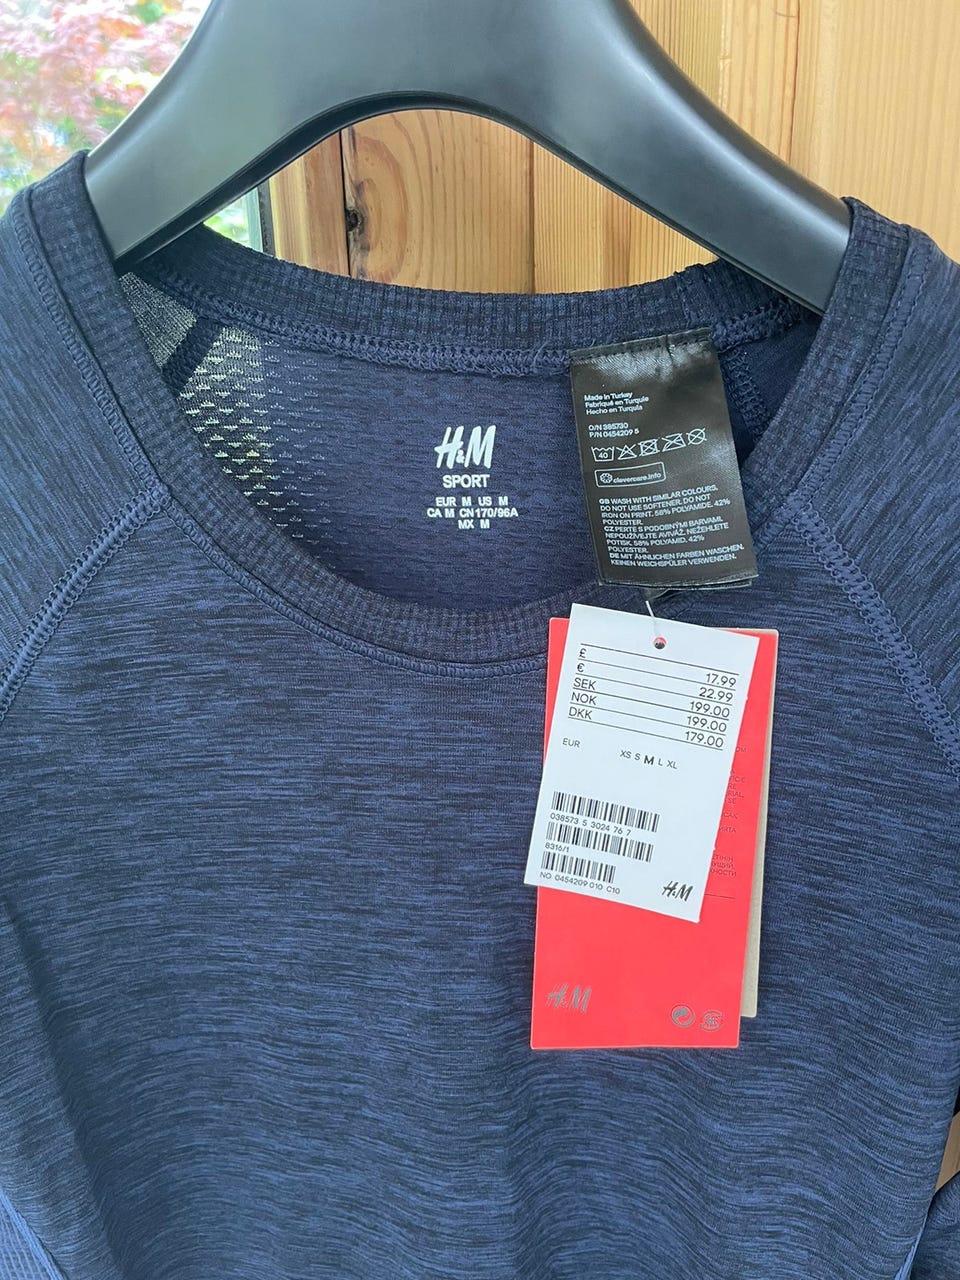 H&M
SPORT
EUR M US M
CA M CN170/96A
MX M
Made in Turkey
Fabriqué en Turquie
Hecho en Turquía
O/N 385730
P/N 0454209 5
40
clevercare.info
GB WASH WITH SIMILAR COLOURS.
DO NOT USE SOFTENER. DO NOT
IRON ON PRINT. 58% POLYAMIDE. 42%
POLYESTER.
CZ PERTE S PODOBNÝMI BARVAMI.
NEPOUŽÍVEJTE AVIVÁŽ. NEŽEHLETE
POTISK. 58% POLYAMID. 42%
POLYESTER.
DE MIT ÄHNLICHEN FARBEN WASCHEN.
KEINEN WEICHSPÜLER VERWENDEN.
£ 17.99
€ 22.99
SEK 199.00
NOK 199.00
DKK 179.00
EUR XS S M L XL
038573 5 3024 76 7
8316/1
NO 0454209 010 C10
H&M
H&M